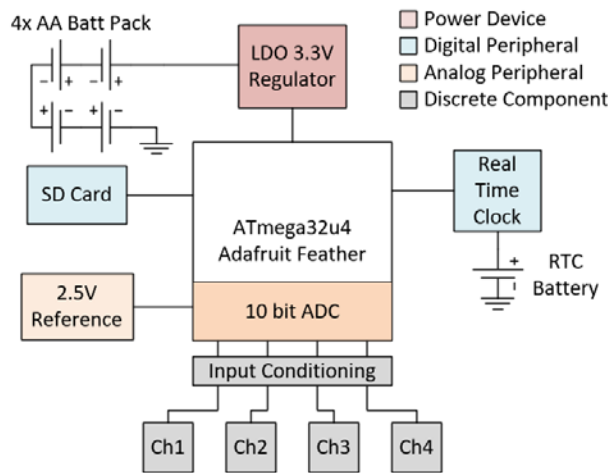 4x AA Batt Pack
LDO 3.3V
Regulator
Power Device
Digital Peripheral
Analog Peripheral
Discrete Component
− + − +
+ − + −
SD Card
ATmega32u4
Adafruit Feather
Real
Time
Clock
+
−
RTC
Battery
2.5V
Reference
10 bit ADC
Input Conditioning
Ch1 Ch2 Ch3 Ch4